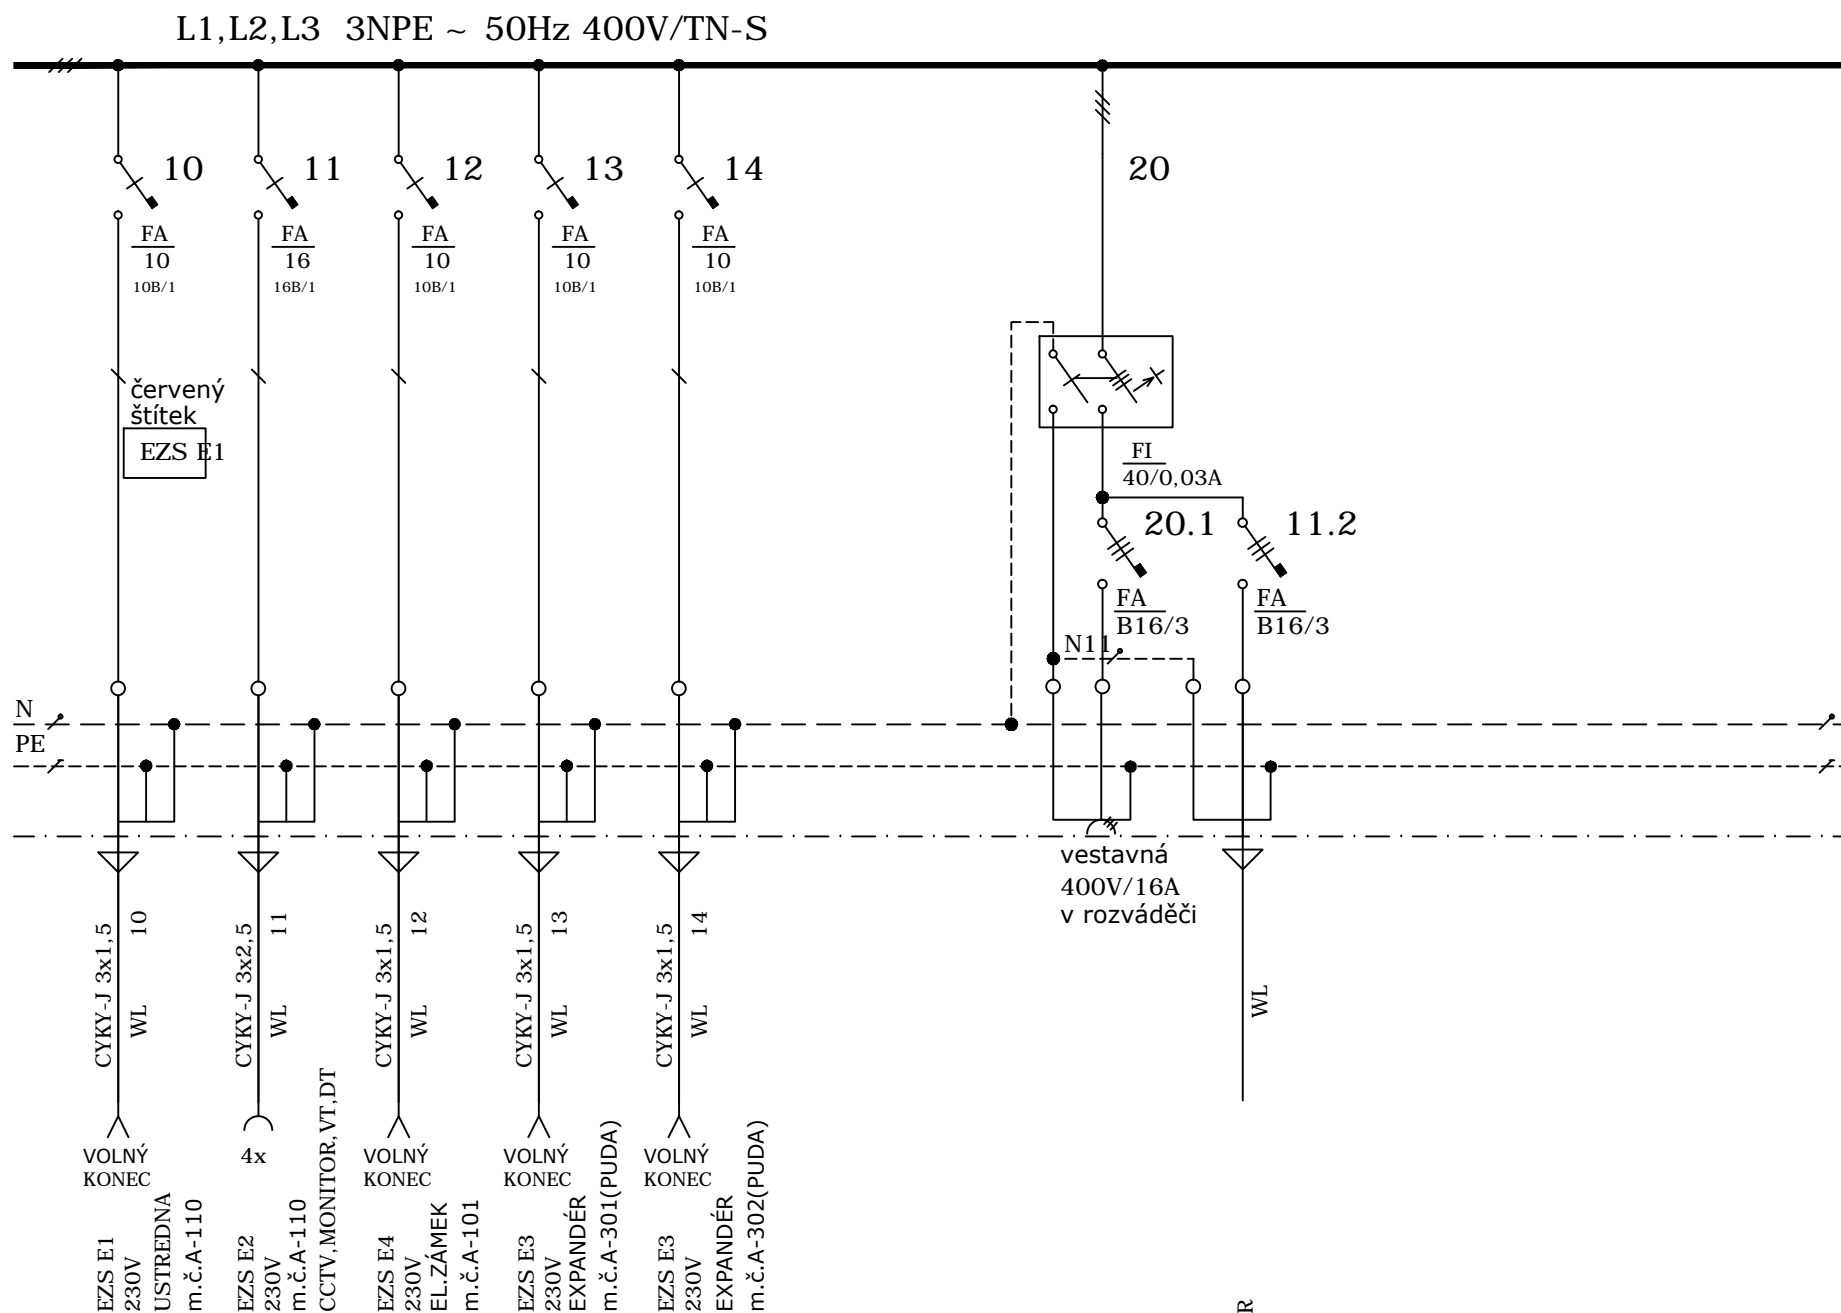 L1,L2,L3 3NPE ~ 50Hz 400V/TN-S
10
11
12
13
14
20
FA
10
10B/1
FA
16
16B/1
FA
10
10B/1
FA
10
10B/1
FA
10
10B/1
červený
štítek
EZS E1
FI
40/0,03A
20.1
11.2
FA
B16/3
FA
B16/3
N11
N
PE
vestavná
400V/16A
v rozváděči
CYKY-J 3x1,5
WL 10
CYKY-J 3x2,5
WL 11
CYKY-J 3x1,5
WL 12
CYKY-J 3x1,5
WL 13
CYKY-J 3x1,5
WL 14
WL
VOLNÝ
KONEC
4x
VOLNÝ
KONEC
VOLNÝ
KONEC
VOLNÝ
KONEC
EZS E1
230V
USTREDNA
m.č.A-110
EZS E2
230V
m.č.A-110
CCTV,MONITOR,VT,DT
EZS E4
230V
EL.ZÁMEK
m.č.A-101
EZS E3
230V
EXPANDÉR
m.č.A-301(PUDA)
EZS E3
230V
EXPANDÉR
m.č.A-302(PUDA)
R